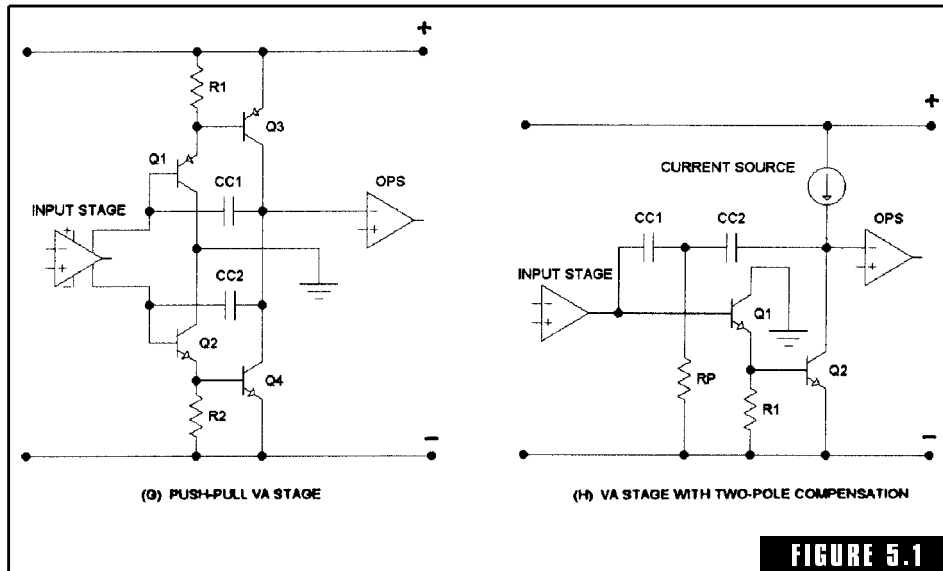 +
R1
Q3
Q1
CC1
OPS
INPUT STAGE
CC2
Q2
Q4
R2
−
(G) PUSH-PULL VA STAGE
+
CURRENT SOURCE
OPS
CC1
CC2
INPUT STAGE
Q1
Q2
RP
R1
−
(H) VA STAGE WITH TWO-POLE COMPENSATION
FIGURE 5.1